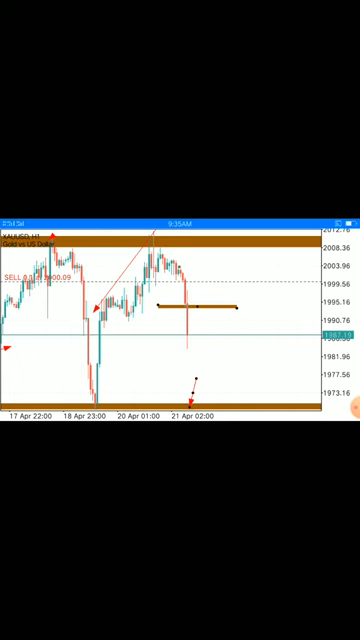 9:35AM
XAUUSD, H1
Gold vs US Dollar
2012.76
2008.36
2003.96
SELL
1999.56
1995.16
1990.76
1981.96
1977.56
1973.16
17 Apr 22:00 18 Apr 23:00 20 Apr 01:00 21 Apr 02:00